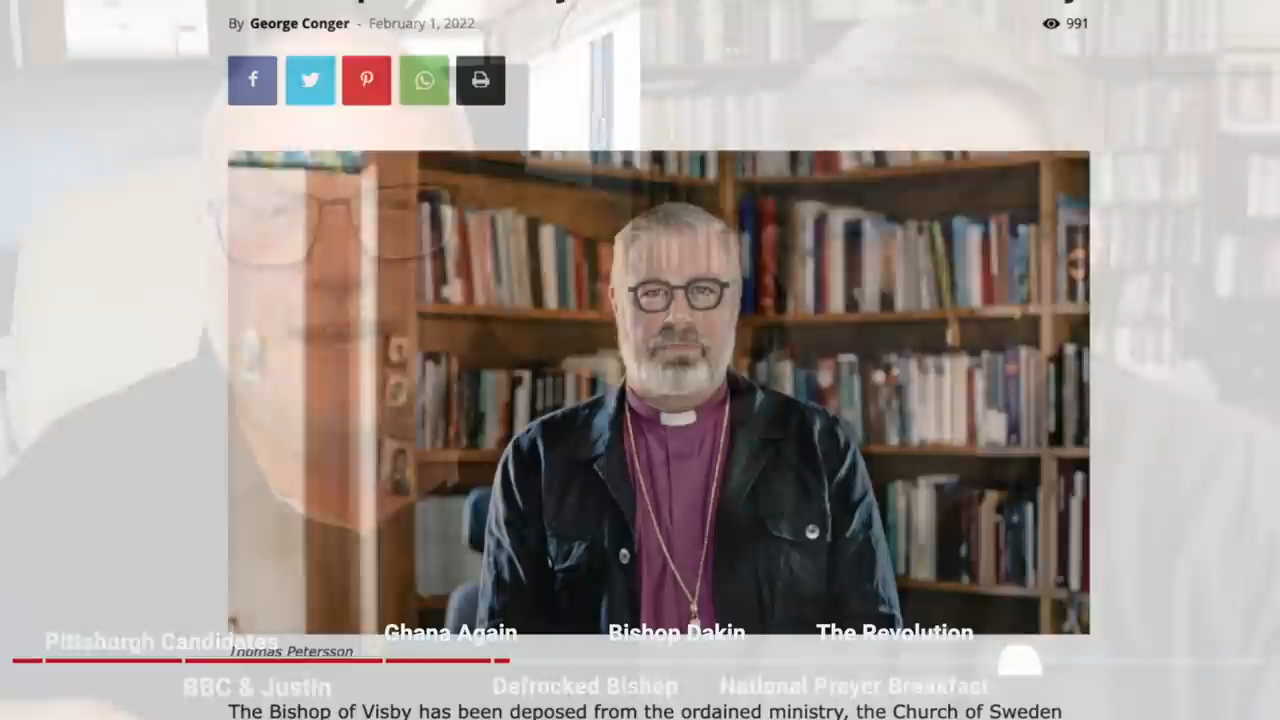 By George Conger - February 1, 2022
991
Ghana Again
Bishop Dakin
The Revolution
Pittsburgh Candidates
Thomas Petersson
BBC & Justin
Defrocked Bishop
National Prayer Breakfast
The Bishop of Visby has been deposed from the ordained ministry, the Church of Sweden